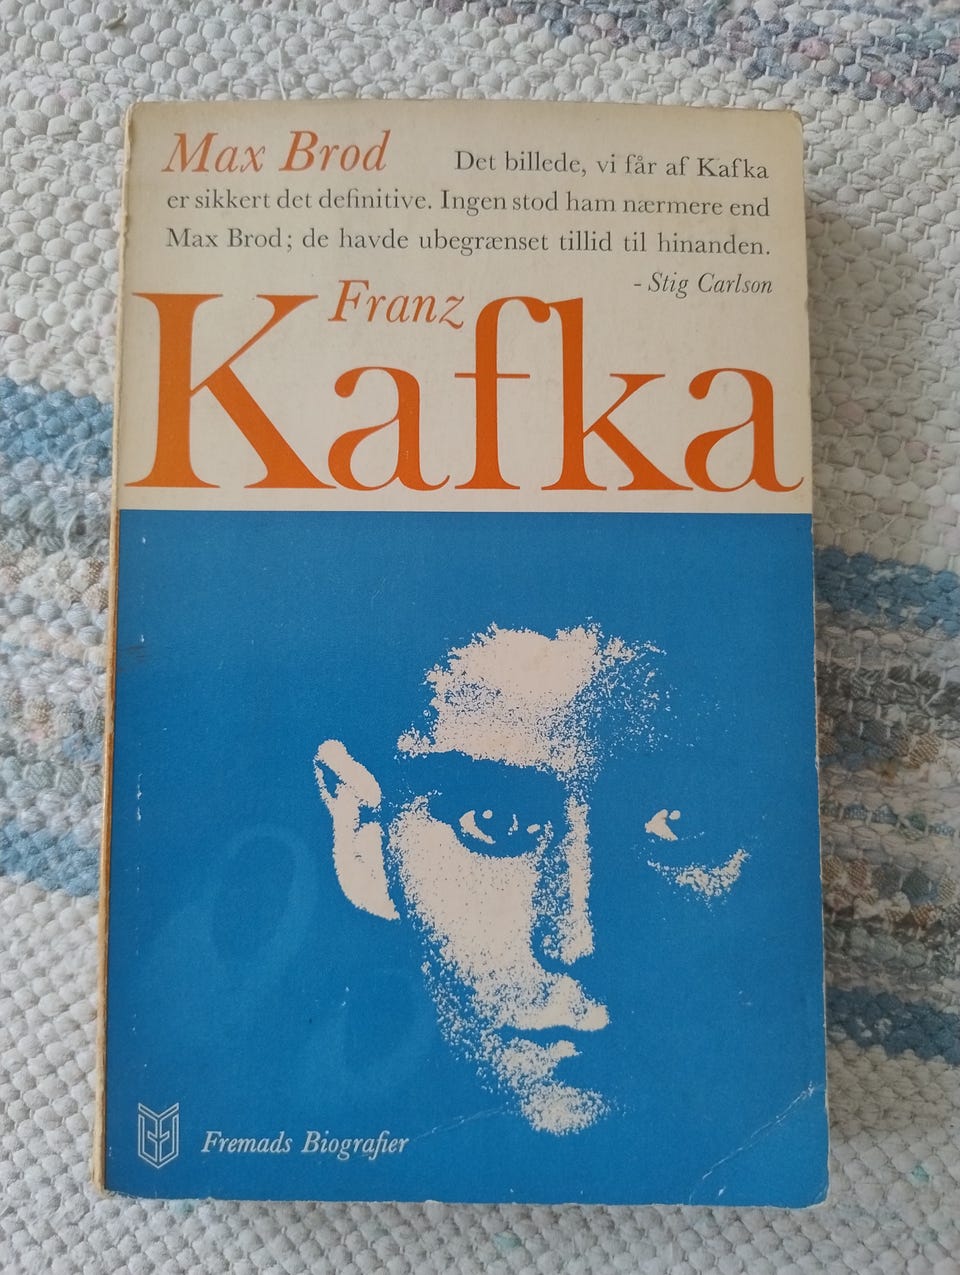 Max Brod Det billede, vi får af Kafka
er sikkert det definitive. Ingen stod ham nærmere end
Max Brod; de havde ubegrænset tillid til hinanden.
- Stig Carlson
Franz
Kafka
Fremads Biografier